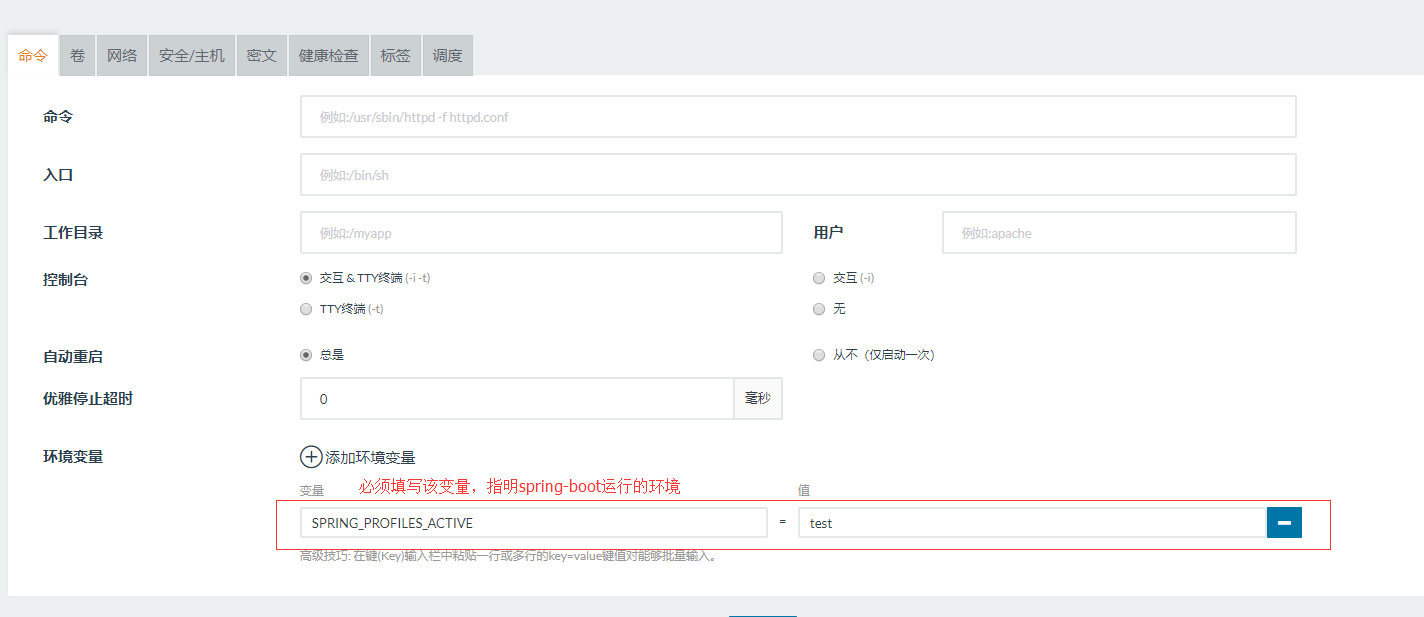 命令 卷 网络 安全/主机 密文 健康检查 标签 调度
命令 例如:/usr/sbin/httpd -f httpd.conf
入口 例如:/bin/sh
工作目录 例如:/myapp 用户 例如:apache
控制台 交互 & TTY终端 (-i -t) 交互 (-i)
TTY终端 (-t) 无
自动重启 总是 从不（仅启动一次）
优雅停止超时 0 毫秒
环境变量 添加环境变量
变量 必须填写该变量，指明spring-boot运行的环境 值
SPRING_PROFILES_ACTIVE = test
高级技巧: 在键(Key)输入栏中粘贴一行或多行的key=value键值对能够批量输入。